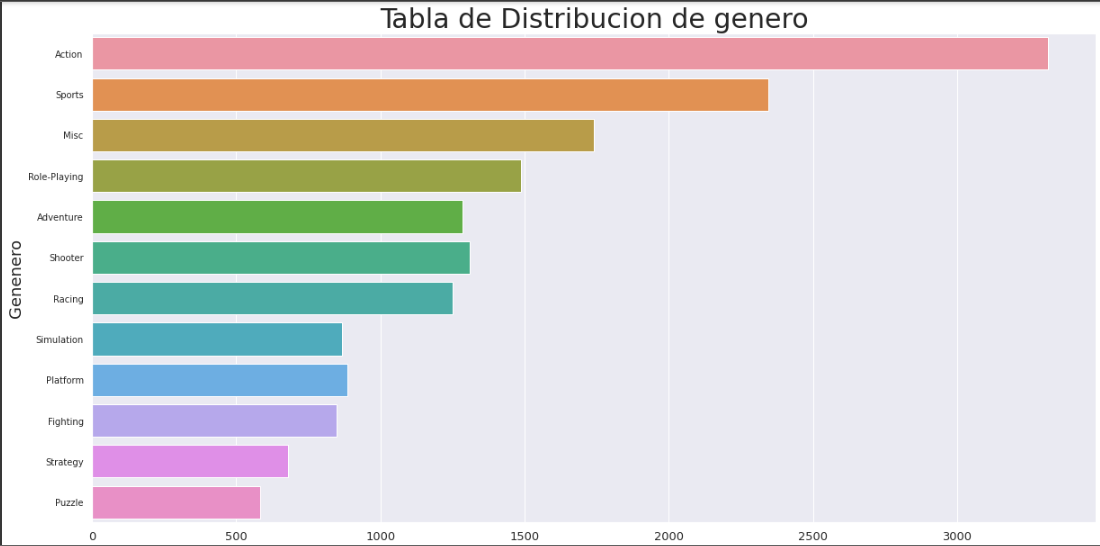 Tabla de Distribucion de genero
Genenero
Action
Sports
Misc
Role-Playing
Adventure
Shooter
Racing
Simulation
Platform
Fighting
Strategy
Puzzle
0 500 1000 1500 2000 2500 3000